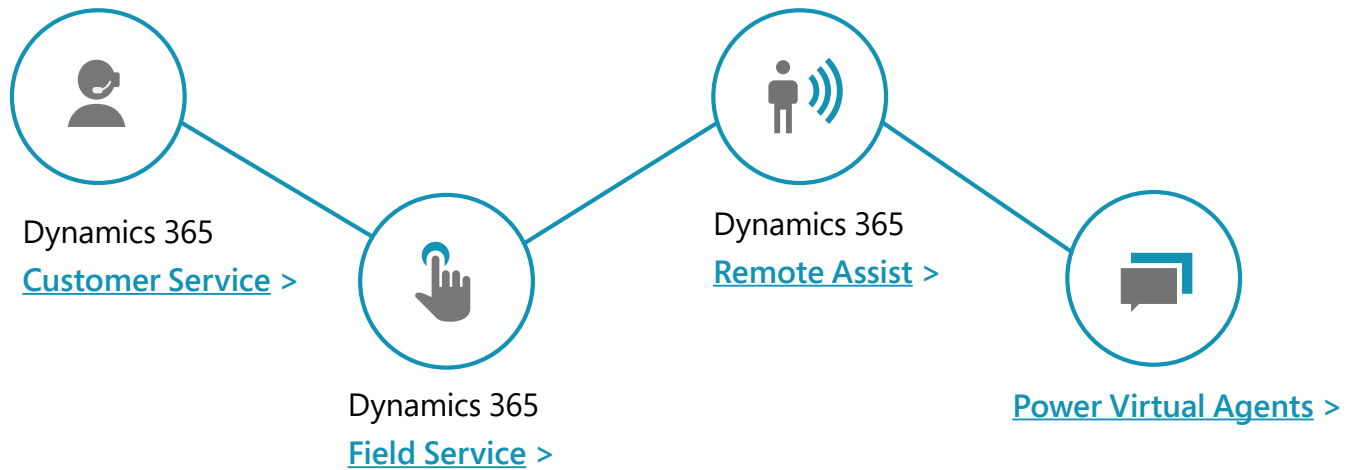 Dynamics 365
Customer Service >
Dynamics 365
Field Service >
Dynamics 365
Remote Assist >
Power Virtual Agents >